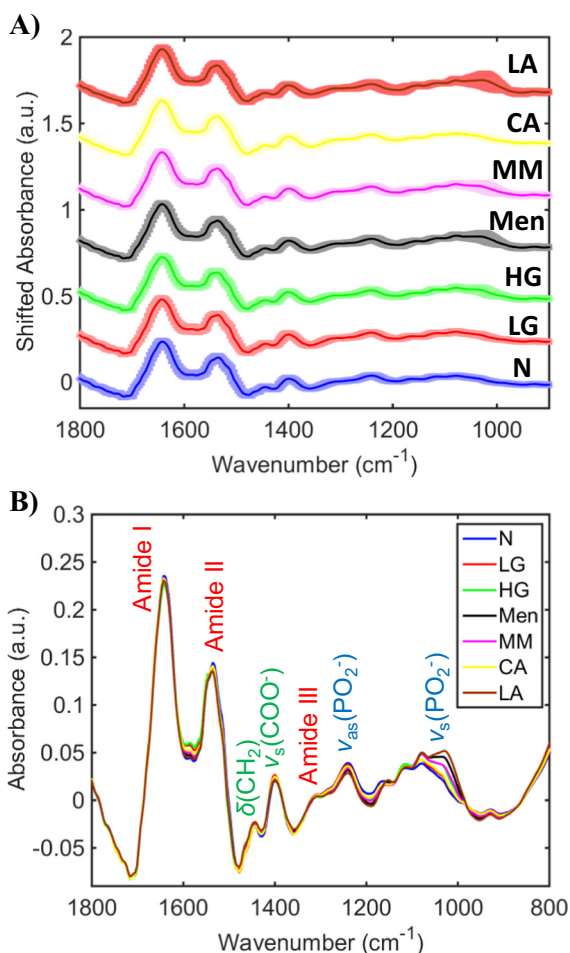 A)
Shifted Absorbance (a.u.)
2
1.5
1
0.5
0
LA
CA
MM
Men
HG
LG
N
1800 1600 1400 1200 1000
Wavenumber (cm-1)
B)
Absorbance (a.u.)
0.3
0.25
0.2
0.15
0.1
0.05
0
-0.05
Amide I
Amide II
δ(CH2)
νs(COO-)
Amide III
νas(PO2-)
νs(PO2-)
N
LG
HG
Men
MM
CA
LA
1800 1600 1400 1200 1000 800
Wavenumber (cm-1)